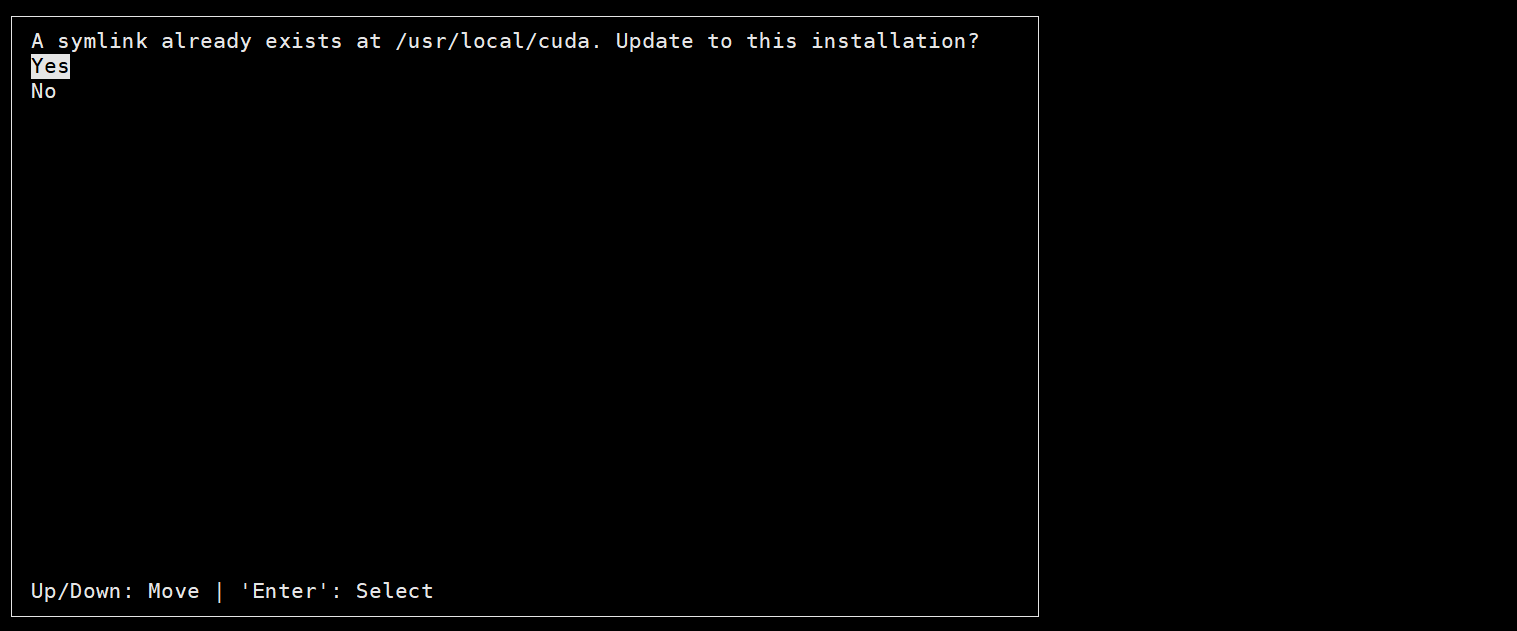 A symlink already exists at /usr/local/cuda. Update to this installation?
Yes
No
Up/Down: Move | 'Enter': Select